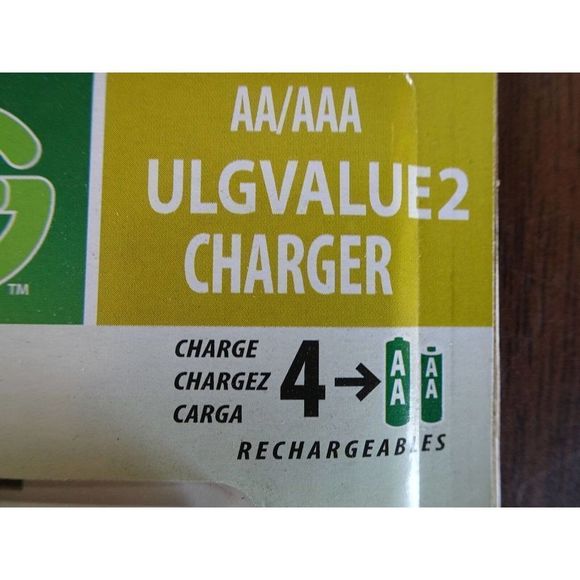 AA/AAA
ULGVALUE2
CHARGER
TM
CHARGE
CHARGEZ 4 → AA AA
CARGA
RECHARGEABLES